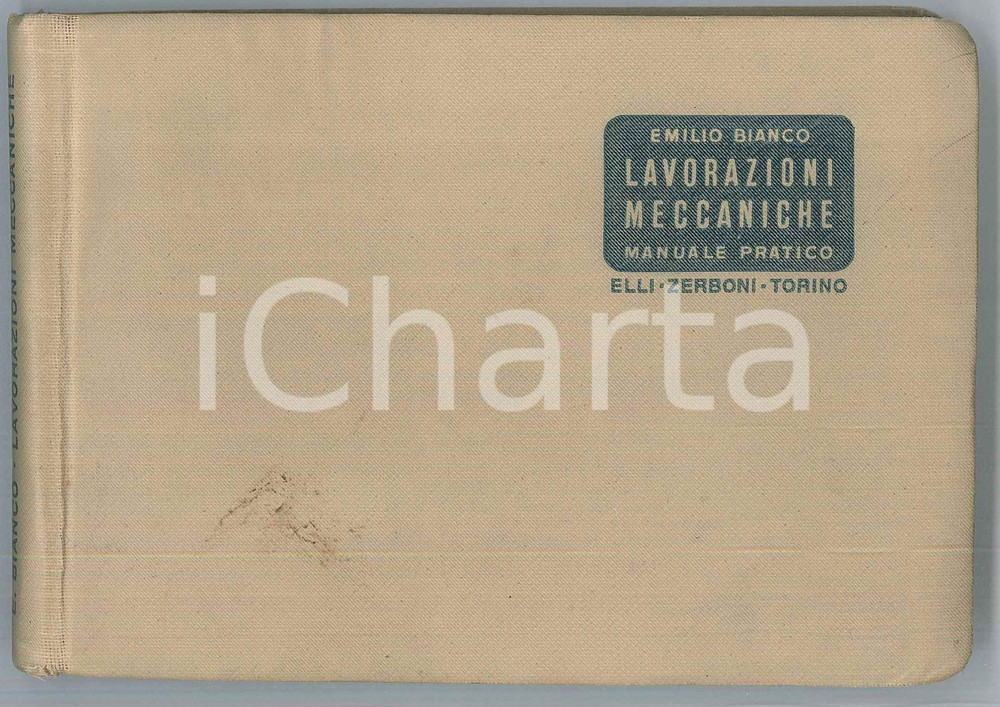 EMILIO BIANCO
LAVORAZIONI
MECCANICHE
MANUALE PRATICO
ELLI·ZERBONI·TORINO
iCharta
E. BIANCO - LAVORAZIONI MECCANICHE